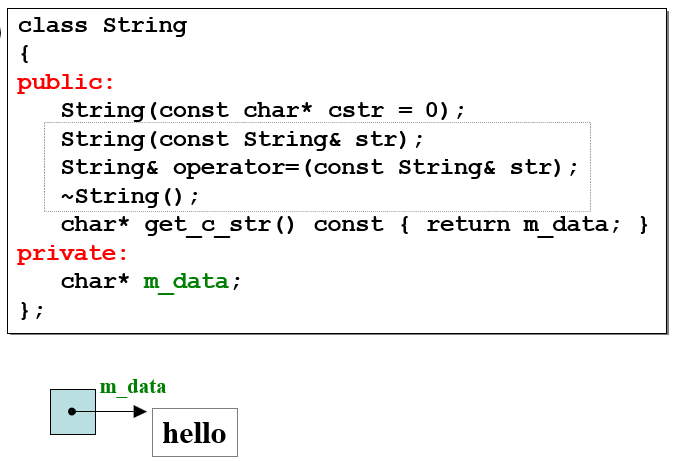 class String
{
public:
   String(const char* cstr = 0);
   String(const String& str);
   String& operator=(const String& str);
   ~String();
   char* get_c_str() const { return m_data; }
private:
   char* m_data;
};
m_data
hello